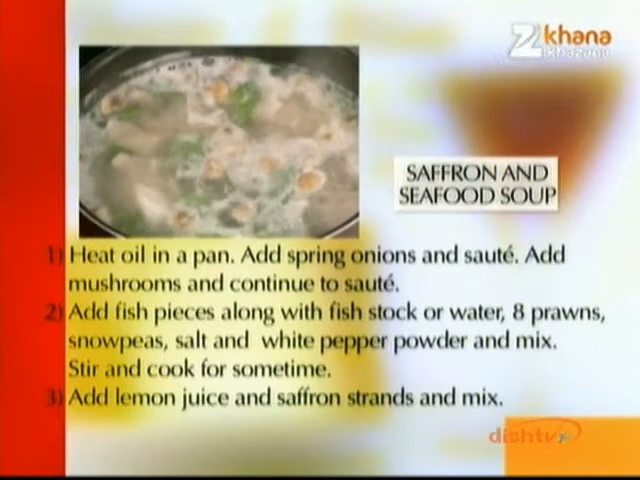 Z khana
khazana
SAFFRON AND
SEAFOOD SOUP
1) Heat oil in a pan. Add spring onions and sauté. Add
mushrooms and continue to sauté.
2) Add fish pieces along with fish stock or water, 8 prawns,
snowpeas, salt and white pepper powder and mix.
Stir and cook for sometime.
3) Add lemon juice and saffron strands and mix.
dishtv